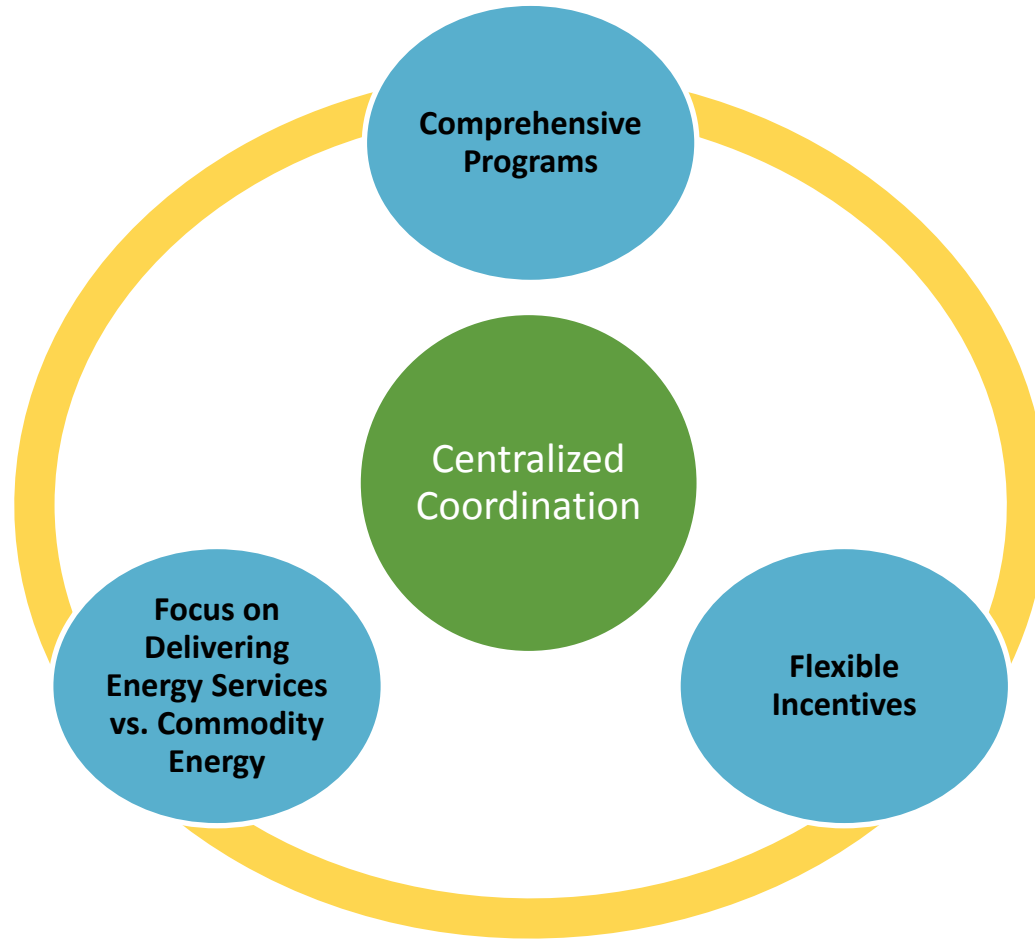 Comprehensive
Programs
Centralized
Coordination
Focus on
Delivering
Energy Services
vs. Commodity
Energy
Flexible
Incentives